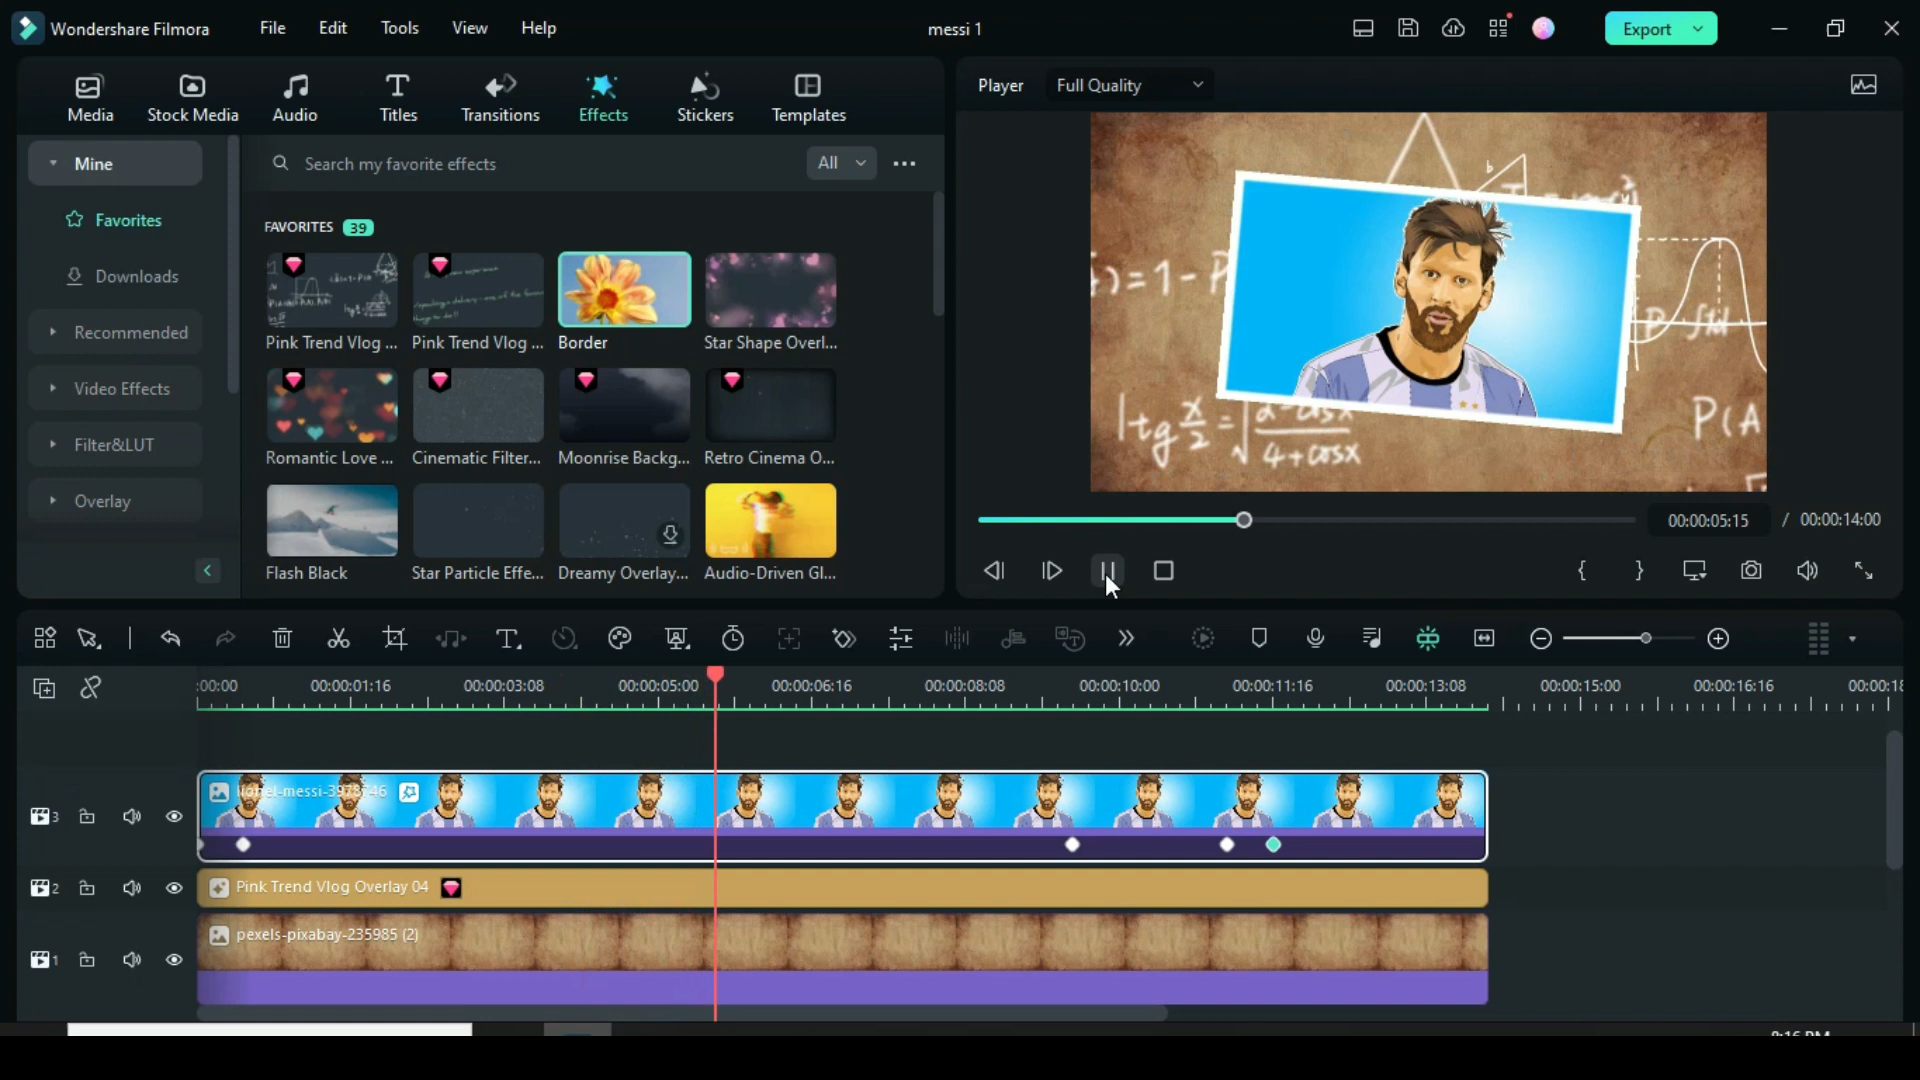 Wondershare Filmora
File
Edit
Tools
View
Help
messi 1
Export
Media
Stock Media
Audio
Titles
Transitions
Effects
Stickers
Templates
Player
Full Quality
Mine
Favorites
Downloads
Recommended
Video Effects
Filter&LUT
Overlay
Search my favorite effects
All
FAVORITES 39
Pink Trend Vlog ...
Pink Trend Vlog ...
Border
Star Shape Overl...
Romantic Love ...
Cinematic Filter...
Moonrise Backg...
Retro Cinema O...
Flash Black
Star Particle Effe...
Dreamy Overlay...
Audio-Driven Gl...
b
)=1-P
tg x/2 =
4+cosx
P(A
00:00:05:15 / 00:00:14:00
:00:00
00:00:01:16
00:00:03:08
00:00:05:00
00:00:06:16
00:00:08:08
00:00:10:00
00:00:11:16
00:00:13:08
00:00:15:00
00:00:16:16
00:00:18
3
lionel-messi-3978746
2
Pink Trend Vlog Overlay 04
1
pexels-pixabay-235985 (2)